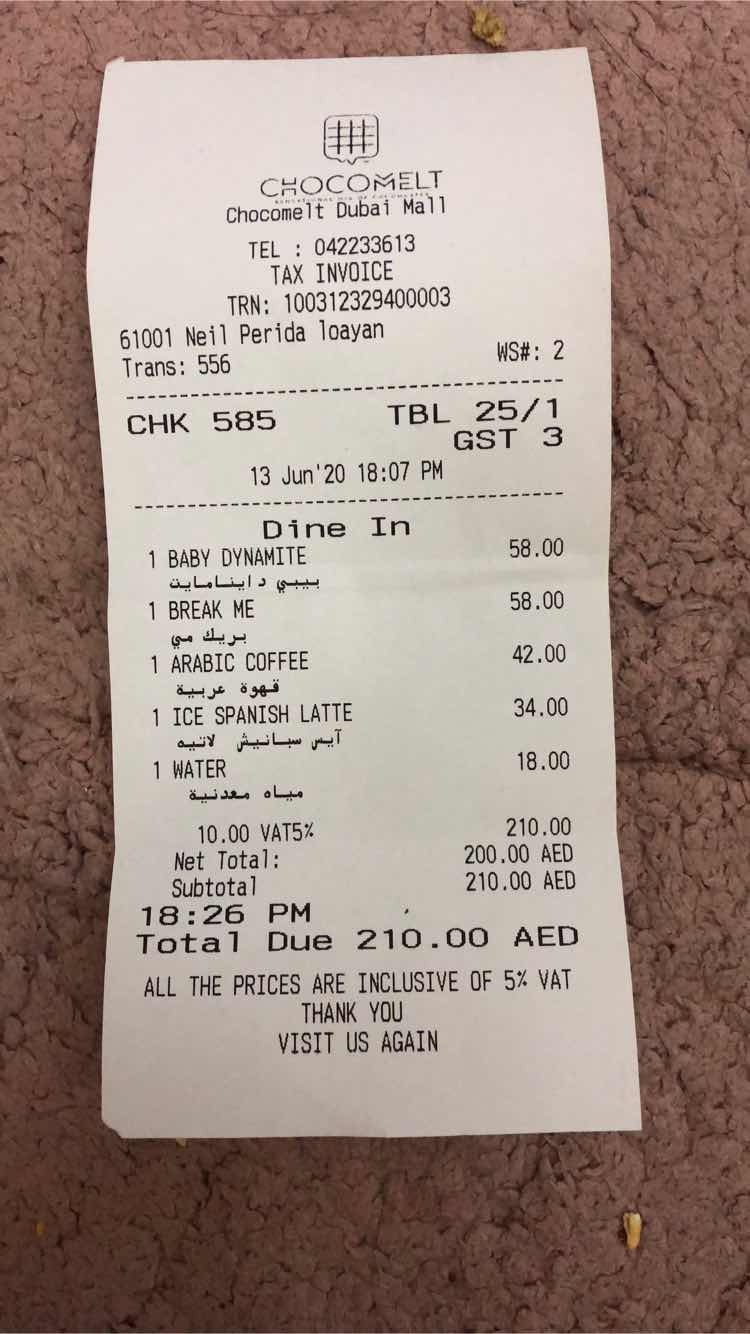 CHOCOMELT
Chocomelt Dubai Mall
TEL : 042233613
TAX INVOICE
TRN: 100312329400003
61001 Neil Perida loayan
Trans: 556 WS#: 2
CHK 585 TBL 25/1
GST 3
13 Jun'20 18:07 PM
Dine In
1 BABY DYNAMITE 58.00
بيبي داينامايت
1 BREAK ME 58.00
بريك مي
1 ARABIC COFFEE 42.00
قهوة عربية
1 ICE SPANISH LATTE 34.00
آيس سبانيش لاتيه
1 WATER 18.00
مياه معدنية
10.00 VAT5% 210.00
Net Total: 200.00 AED
Subtotal 210.00 AED
18:26 PM
Total Due 210.00 AED
ALL THE PRICES ARE INCLUSIVE OF 5% VAT
THANK YOU
VISIT US AGAIN